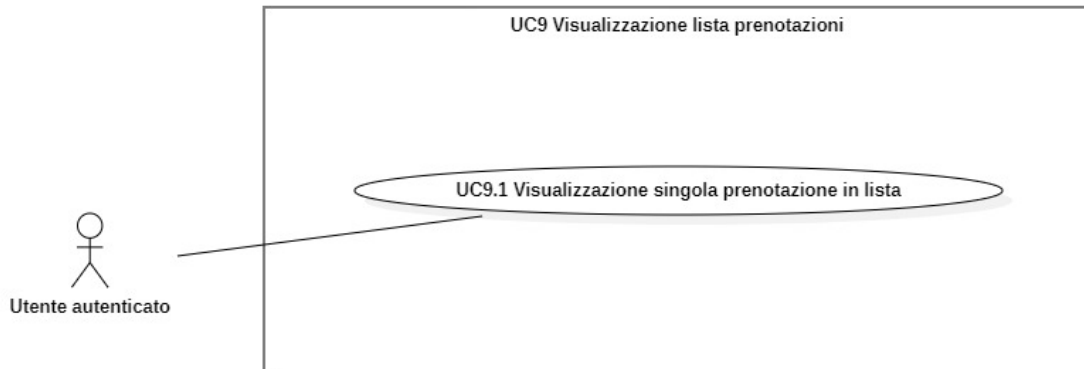 UC9 Visualizzazione lista prenotazioni
UC9.1 Visualizzazione singola prenotazione in lista
Utente autenticato